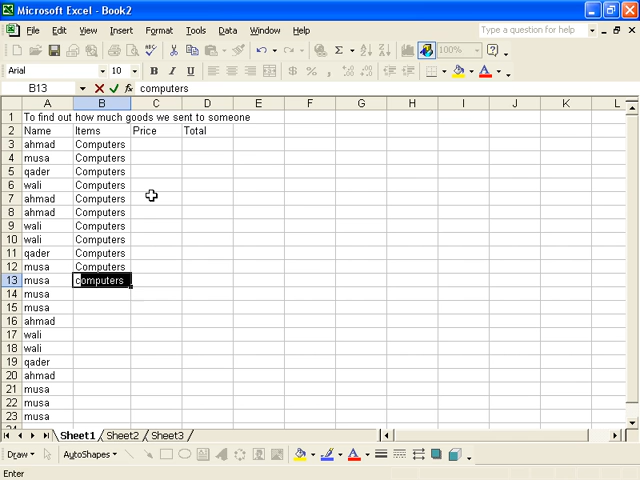 Microsoft Excel - Book2
File Edit View Insert Format Tools Data Window Help Type a question for help
100%
Arial 10 B I U $ % ,
B13 computers
A B C D E F G H I J K L
1 To find out how much goods we sent to someone
2 Name Items Price Total
3 ahmad Computers
4 musa Computers
5 qader Computers
6 wali Computers
7 ahmad Computers
8 ahmad Computers
9 wali Computers
10 wali Computers
11 qader Computers
12 musa Computers
13 musa computers
14 musa
15 musa
16 ahmad
17 wali
18 wali
19 qader
20 ahmad
21 musa
22 musa
23 musa
Sheet1 Sheet2 Sheet3
Draw AutoShapes
Enter